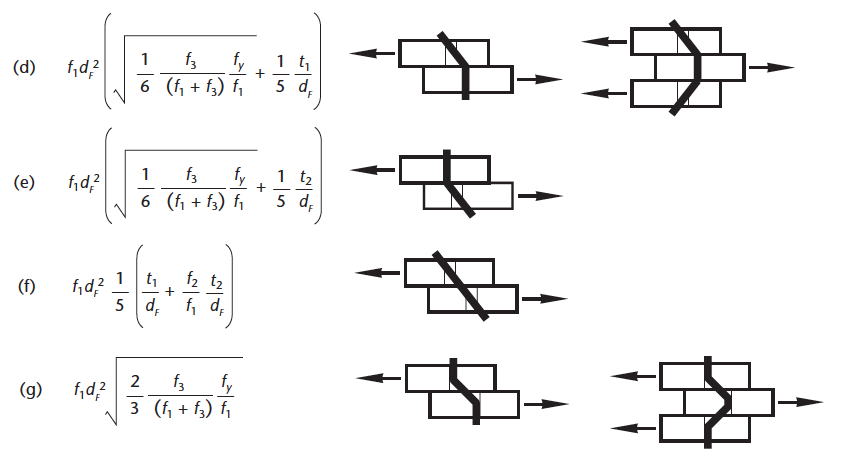 (d) f₁d_F² ( √( 1/6 f₃/(f₁ + f₃) f_y/f₁ ) + 1/5 t₁/d_F )
(e) f₁d_F² ( √( 1/6 f₃/(f₁ + f₃) f_y/f₁ ) + 1/5 t₂/d_F )
(f) f₁d_F² 1/5 ( t₁/d_F + f₂/f₁ t₂/d_F )
(g) f₁d_F² √( 2/3 f₃/(f₁ + f₃) f_y/f₁ )